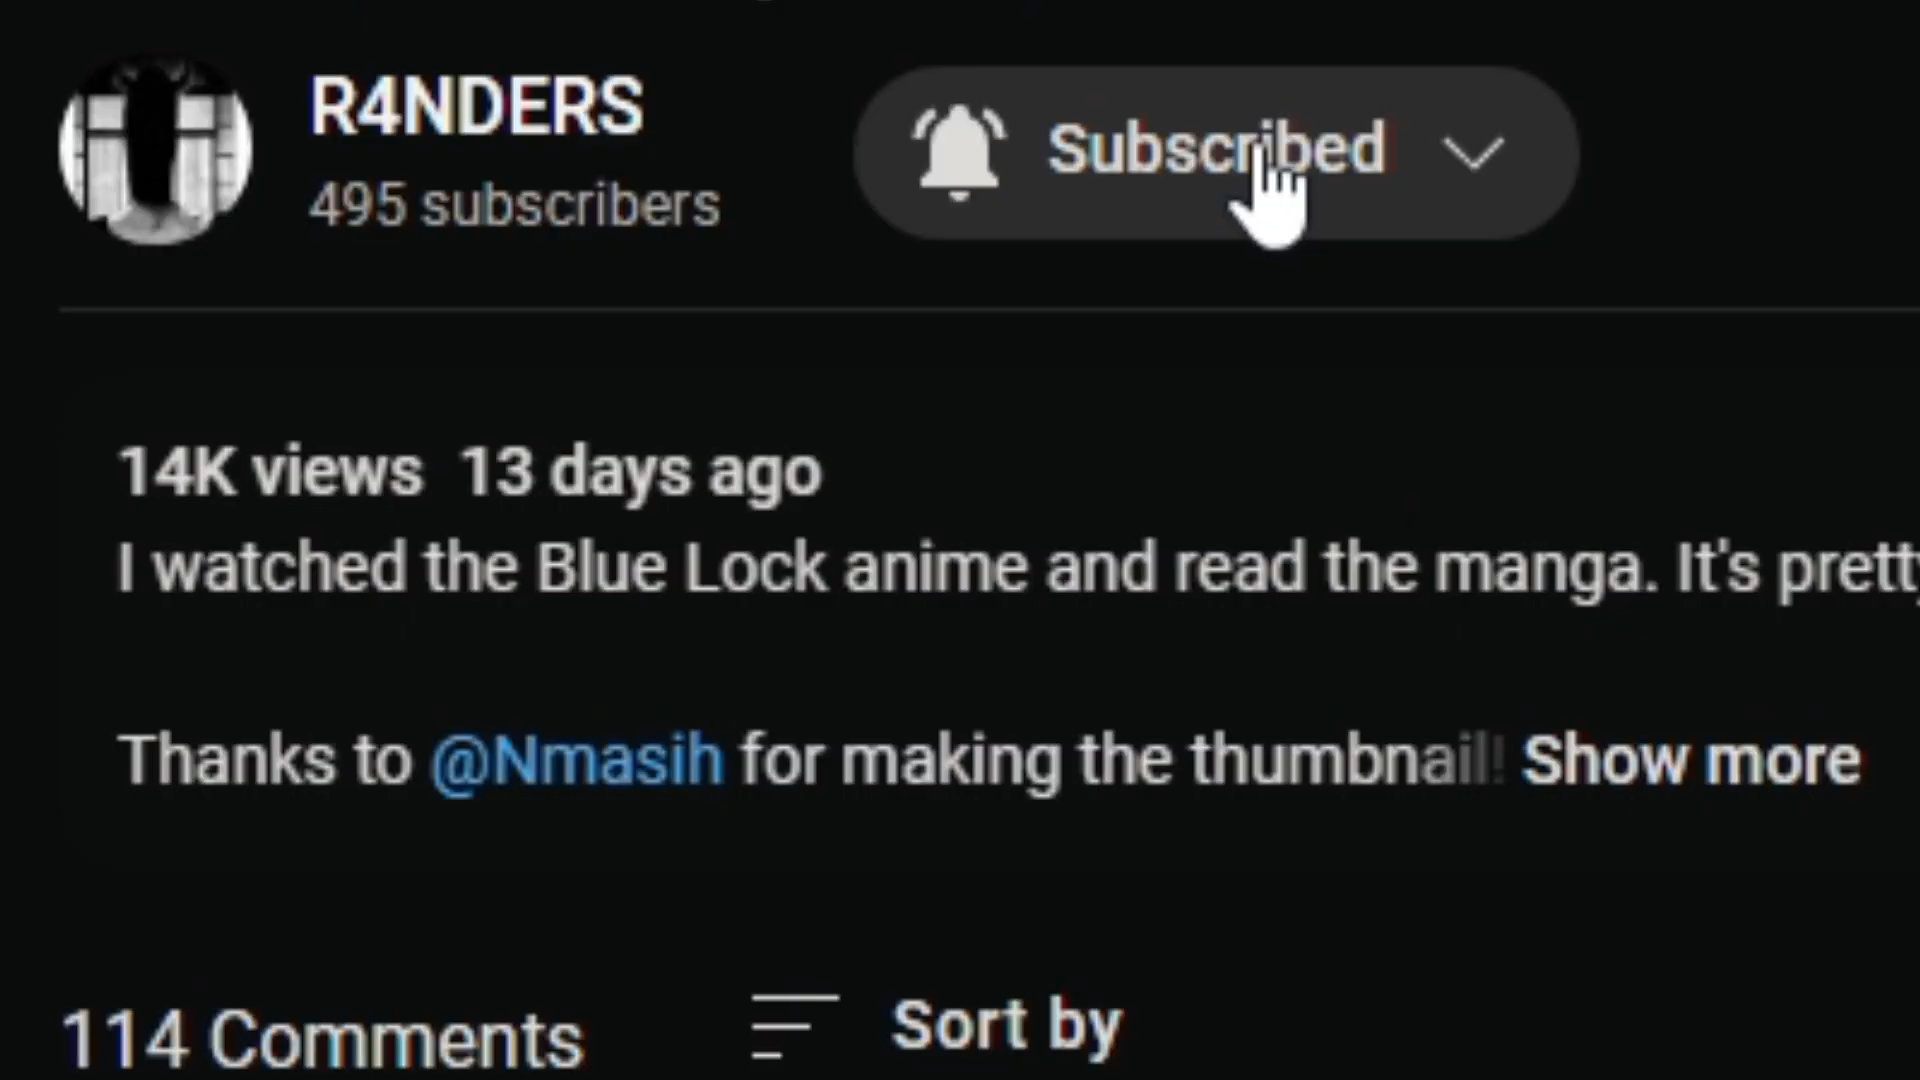 R4NDERS
495 subscribers
Subscribed
14K views 13 days ago
I watched the Blue Lock anime and read the manga. It's pretty
Thanks to @Nmasih for making the thumbnail! Show more
114 Comments
Sort by